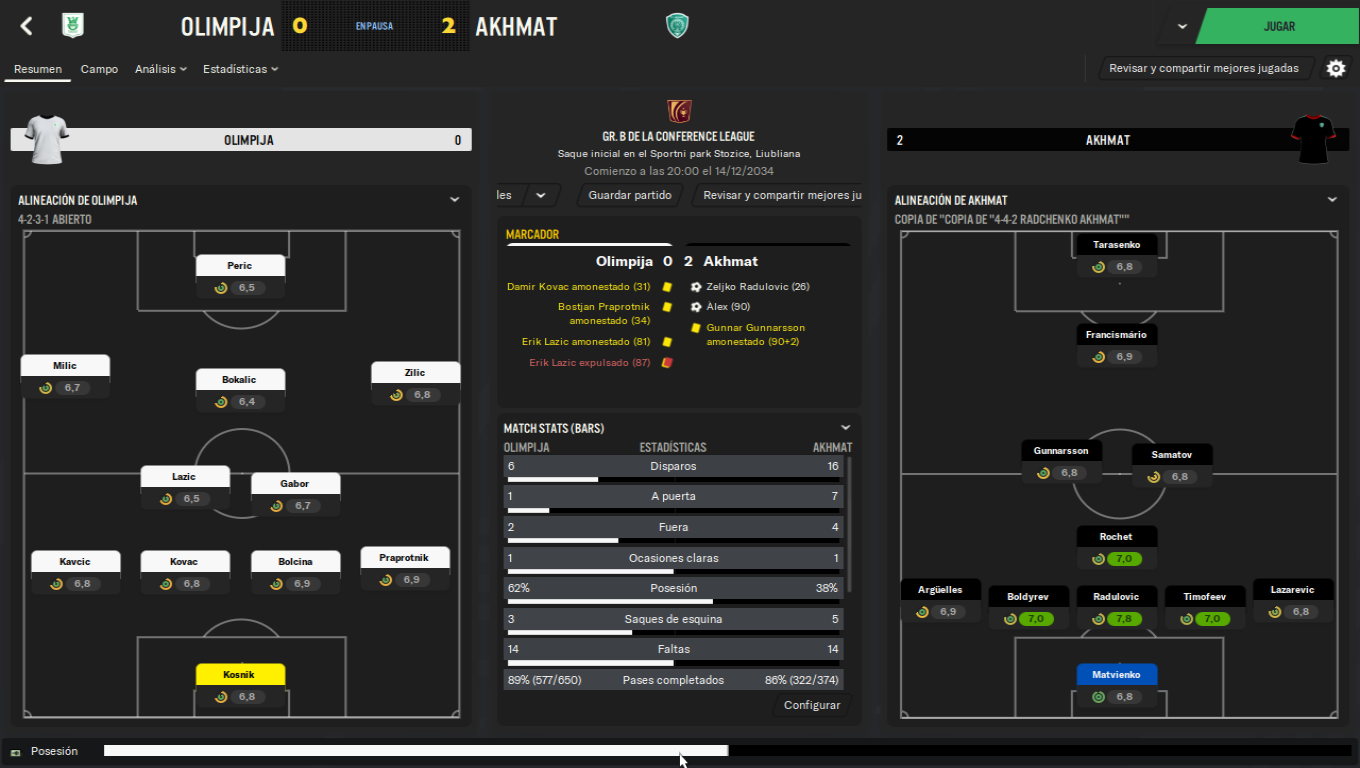 OLIMPIJA
0
EN PAUSA
2
AKHMAT
JUGAR
Resumen
Campo
Análisis
Estadísticas
Revisar y compartir mejores jugadas
OLIMPIJA
0
ALINEACIÓN DE OLIMPIJA
4-2-3-1 ABIERTO
Peric
6,5
Milic
6,7
Bokalic
6,4
Zilic
6,8
Lazic
6,5
Gabor
6,7
Kavcic
6,8
Kovac
6,8
Bolcina
6,9
Praprotnik
6,9
Kosnik
6,8
GR. B DE LA CONFERENCE LEAGUE
Saque inicial en el Sportni park Stozice, Liubliana
Comienzo a las 20:00 el 14/12/2034
les
Guardar partido
Revisar y compartir mejores ju
MARCADOR
Olimpija 0 2 Akhmat
Damir Kovac amonestado (31)
Bostjan Praprotnik
amonestado (34)
Erik Lazic amonestado (81)
Erik Lazic expulsado (87)
Zeljko Radulovic (26)
Àlex (90)
Gunnar Gunnarsson
amonestado (90+2)
MATCH STATS (BARS)
OLIMPIJA ESTADÍSTICAS AKHMAT
6 Disparos 16
1 A puerta 7
2 Fuera 4
1 Ocasiones claras 1
62% Posesión 38%
3 Saques de esquina 5
14 Faltas 14
89% (577/650) Pases completados 86% (322/374)
Configurar
2
AKHMAT
ALINEACIÓN DE AKHMAT
COPIA DE "COPIA DE "4-4-2 RADCHENKO AKHMAT""
Tarasenko
6,8
Francismário
6,9
Gunnarsson
6,8
Samatov
6,8
Rochet
7,0
Argüelles
6,9
Boldyrev
7,0
Radulovic
7,8
Timofeev
7,0
Lazarevic
6,8
Matvienko
6,8
Posesión